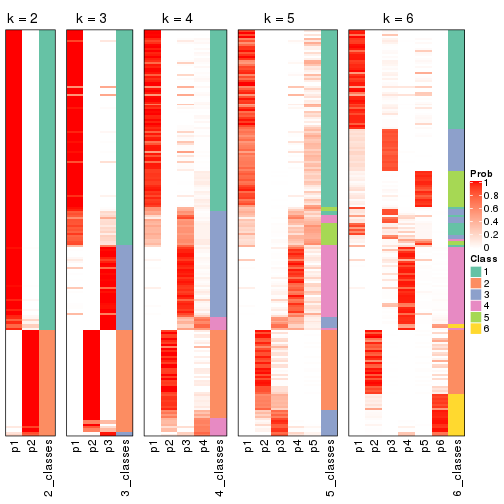 k = 2
k = 3
k = 4
k = 5
k = 6
p1
p2
2_classes
p1
p2
p3
3_classes
p1
p2
p3
p4
4_classes
p1
p2
p3
p4
p5
5_classes
p1
p2
p3
p4
p5
p6
6_classes
Prob
1
0.8
0.6
0.4
0.2
0
Class
1
2
3
4
5
6